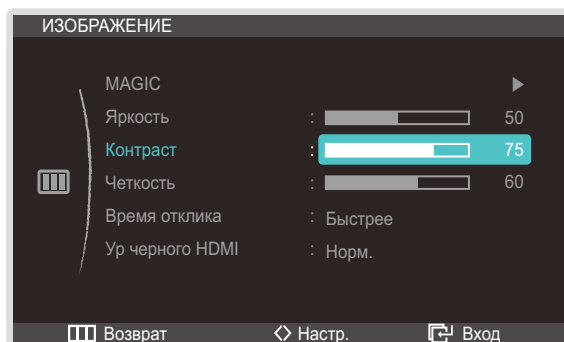 ИЗОБРАЖЕНИЕ
MAGIC
Яркость : 50
Контраст : 75
Четкость : 60
Время отклика : Быстрее
Ур черного HDMI : Норм.
Возврат Настр. Вход